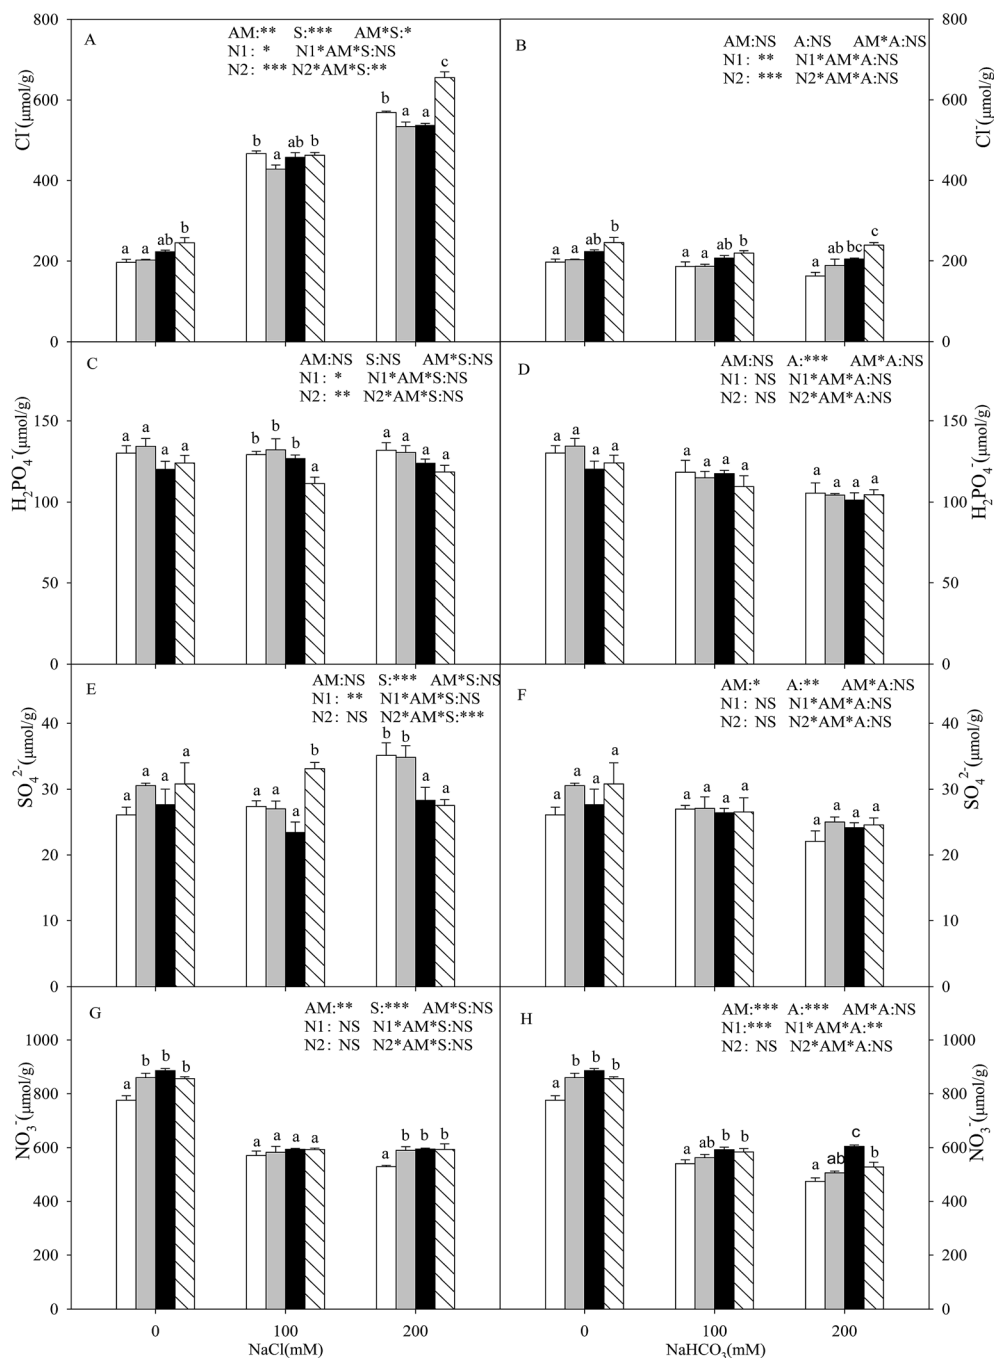 A
AM:** S:*** AM*S:*
N1: * N1*AM*S:NS
N2: *** N2*AM*S:**
Cl⁻(μmol/g)
800
600
400
200
0
a a ab b
b a ab b
b a a c
B
AM:NS A:NS AM*A:NS
N1: ** N1*AM*A:NS
N2: *** N2*AM*A:NS
Cl⁻(μmol/g)
800
600
400
200
0
a a ab b
a a ab b
a ab bc c
C
AM:NS S:NS AM*S:NS
N1: * N1*AM*S:NS
N2: ** N2*AM*S:NS
H₂PO₄⁻(μmol/g)
150
100
50
0
a a a a
b b b a
a a a a
D
AM:NS A:*** AM*A:NS
N1: NS N1*AM*A:NS
N2: NS N2*AM*A:NS
H₂PO₄⁻(μmol/g)
150
100
50
0
a a a a
a a a a
a a a a
E
AM:NS S:*** AM*S:NS
N1: ** N1*AM*S:NS
N2: NS N2*AM*S:***
SO₄²⁻(μmol/g)
40
30
20
10
0
a a a a
a a a b
b b a a
F
AM:* A:** AM*A:NS
N1: NS N1*AM*A:NS
N2: NS N2*AM*A:NS
SO₄²⁻(μmol/g)
40
30
20
10
0
a a a a
a a a a
a a a a
G
AM:** S:*** AM*S:NS
N1: NS N1*AM*S:NS
N2: NS N2*AM*S:NS
NO₃⁻(μmol/g)
1000
800
600
400
200
0
a b b b
a a a a
a b b b
0 100 200
NaCl(mM)
H
AM:*** A:*** AM*A:NS
N1:*** N1*AM*A:**
N2: NS N2*AM*A:NS
NO₃⁻(μmol/g)
1000
800
600
400
200
0
a b b b
a ab b b
a ab c b
0 100 200
NaHCO₃(mM)